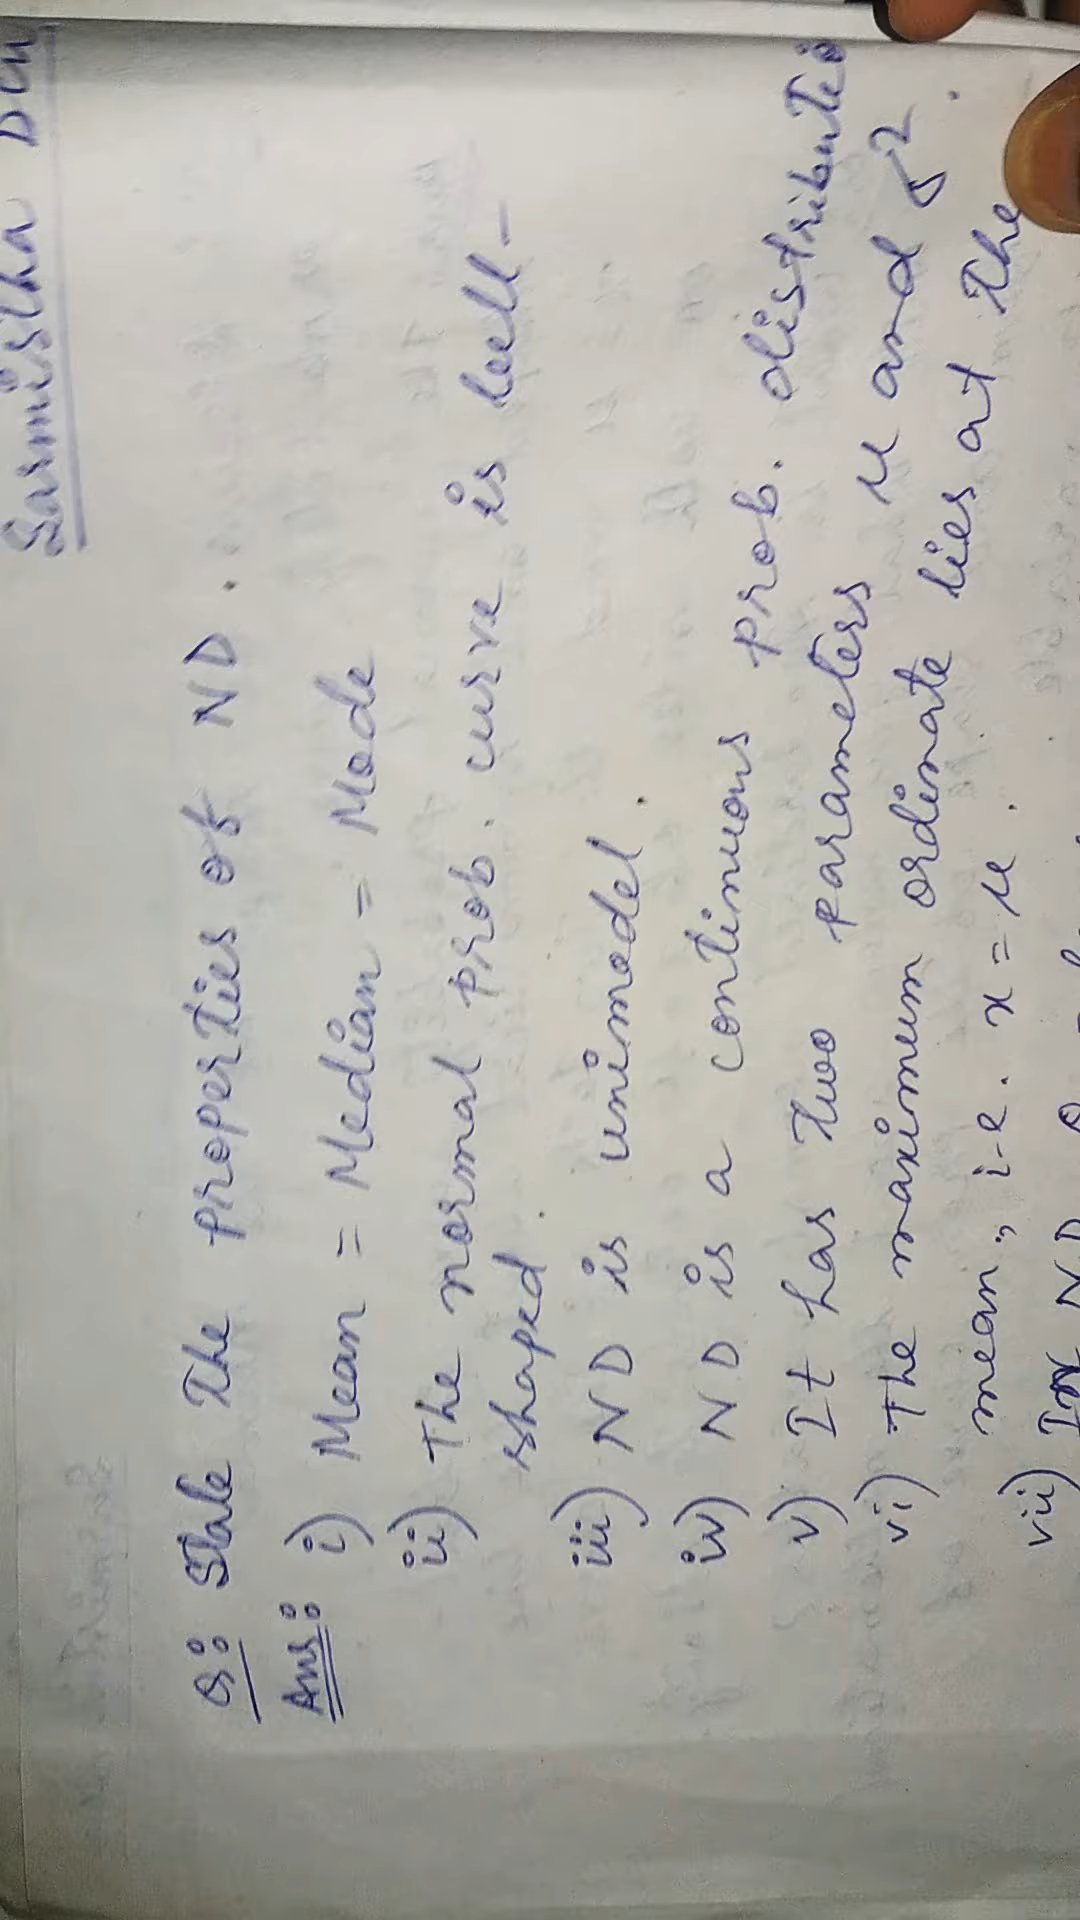 Sarmistha
Q: State The properties of ND.
Ans: i) Mean = Median = Mode
ii) The normal prob. curve is bell-
shaped.
iii) ND is unimodel.
iv) ND is a continuous prob. distribution
v) It has two parameters μ and σ²
vi) The maximum ordinate lies at the
mean, i.e. x = μ.
vii) In ND